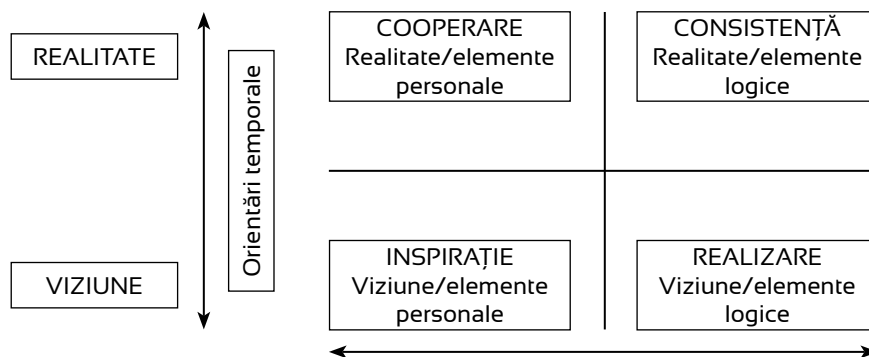 REALITATE
VIZIUNE
Orientări temporale
COOPERARE
Realitate/elemente
personale
CONSISTENȚĂ
Realitate/elemente
logice
INSPIRAȚIE
Viziune/elemente
personale
REALIZARE
Viziune/elemente
logice